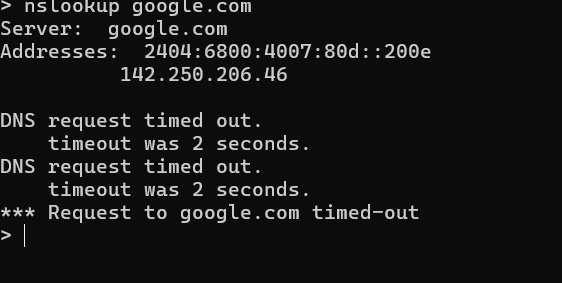 > nslookup google.com
Server:  google.com
Addresses:  2404:6800:4007:80d::200e
          142.250.206.46

DNS request timed out.
    timeout was 2 seconds.
DNS request timed out.
    timeout was 2 seconds.
*** Request to google.com timed-out
>